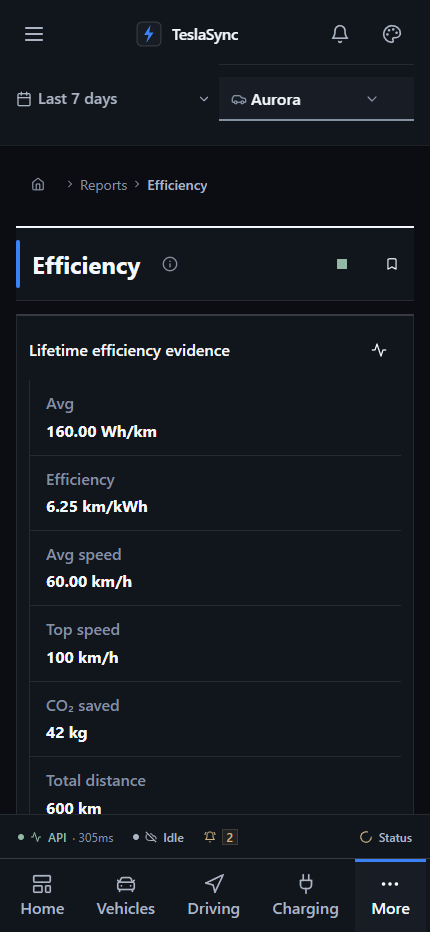 TeslaSync
Last 7 days
Aurora
Reports
Efficiency
Efficiency
Lifetime efficiency evidence
Avg
160.00 Wh/km
Efficiency
6.25 km/kWh
Avg speed
60.00 km/h
Top speed
100 km/h
CO₂ saved
42 kg
Total distance
600 km
API · 305ms Idle 2 Status
Home Vehicles Driving Charging More